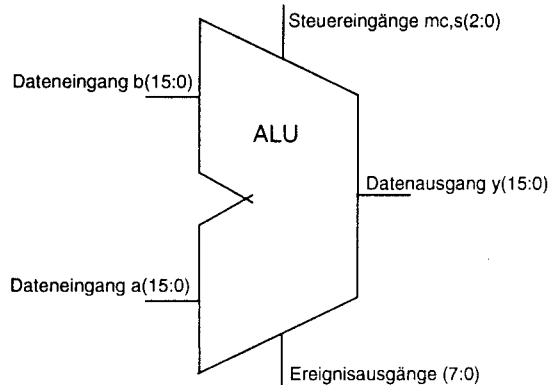 Steuereingänge mc,s(2:0)
Dateneingang b(15:0)
ALU
Datenausgang y(15:0)
Dateneingang a(15:0)
Ereignisausgänge (7:0)